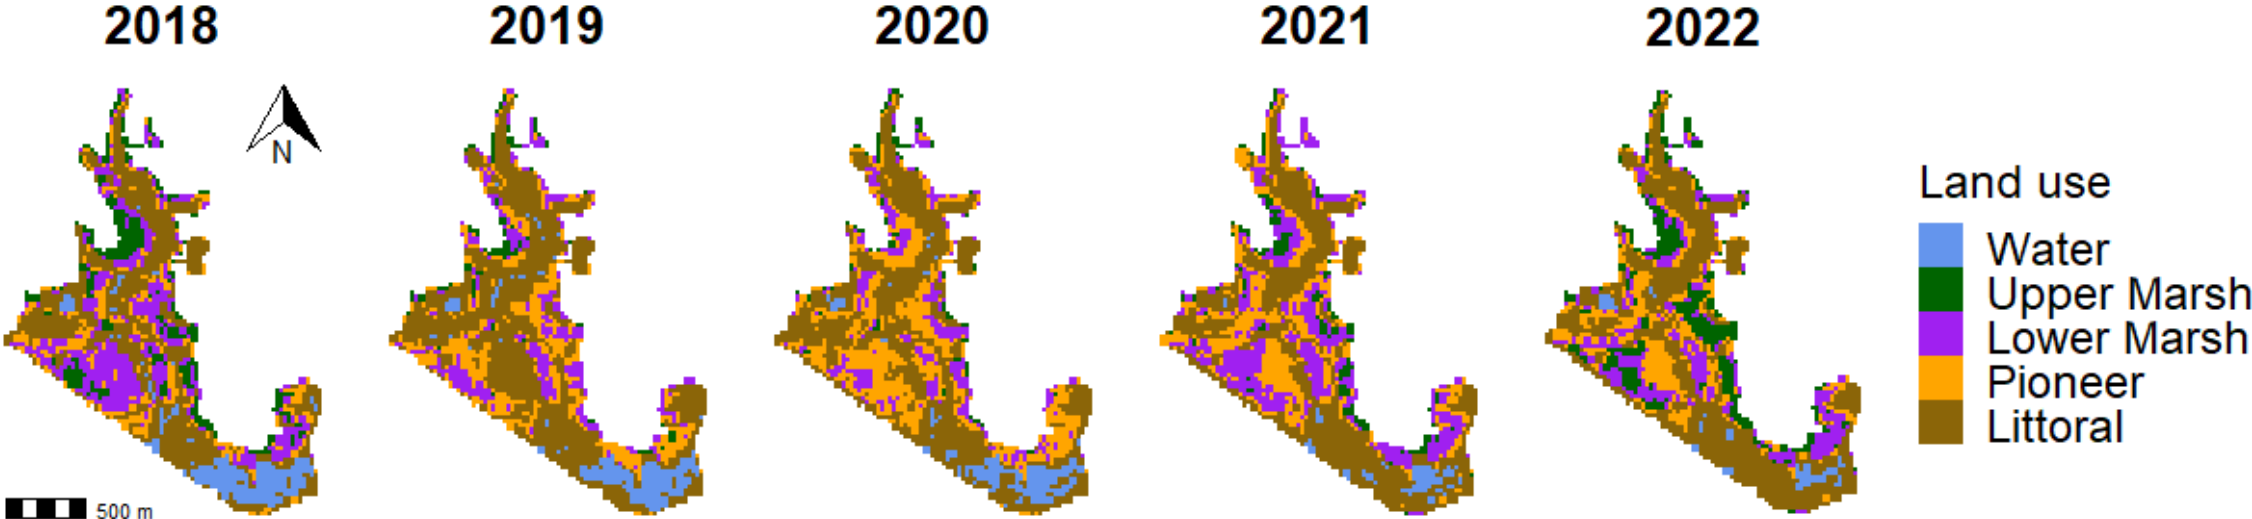 2018 2019 2020 2021 2022
N
Land use
Water
Upper Marsh
Lower Marsh
Pioneer
Littoral
500 m